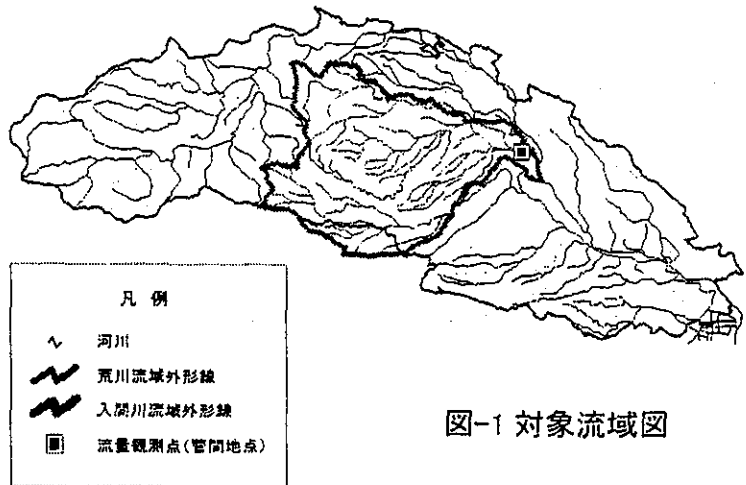 凡 例
河川
荒川流域外形線
入間川流域外形線
流量観測点(菅間地点)
図-1 対象流域図